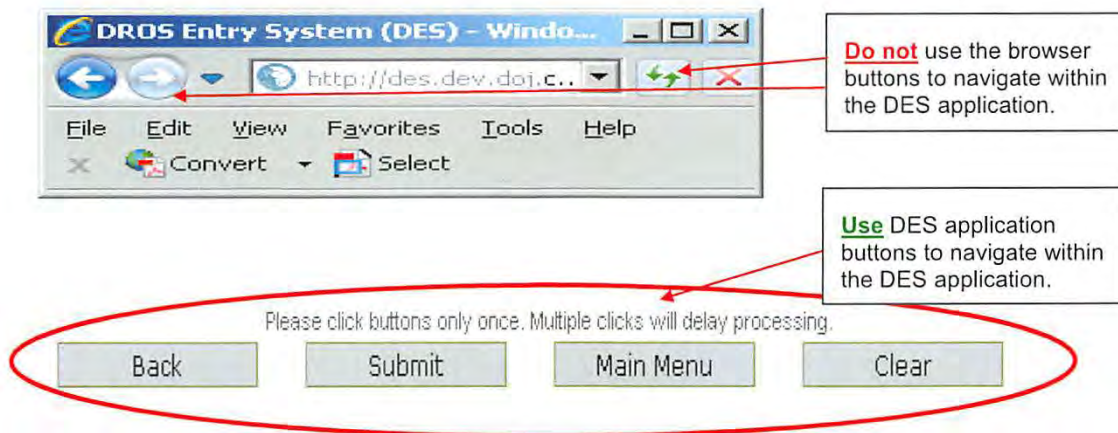 DROS Entry System (DES) - Windo...
http://des.dev.doj.c..
File Edit View Favorites Tools Help
Convert Select
Do not use the browser
buttons to navigate within
the DES application.
Use DES application
buttons to navigate within
the DES application.
Please click buttons only once. Multiple clicks will delay processing.
Back Submit Main Menu Clear